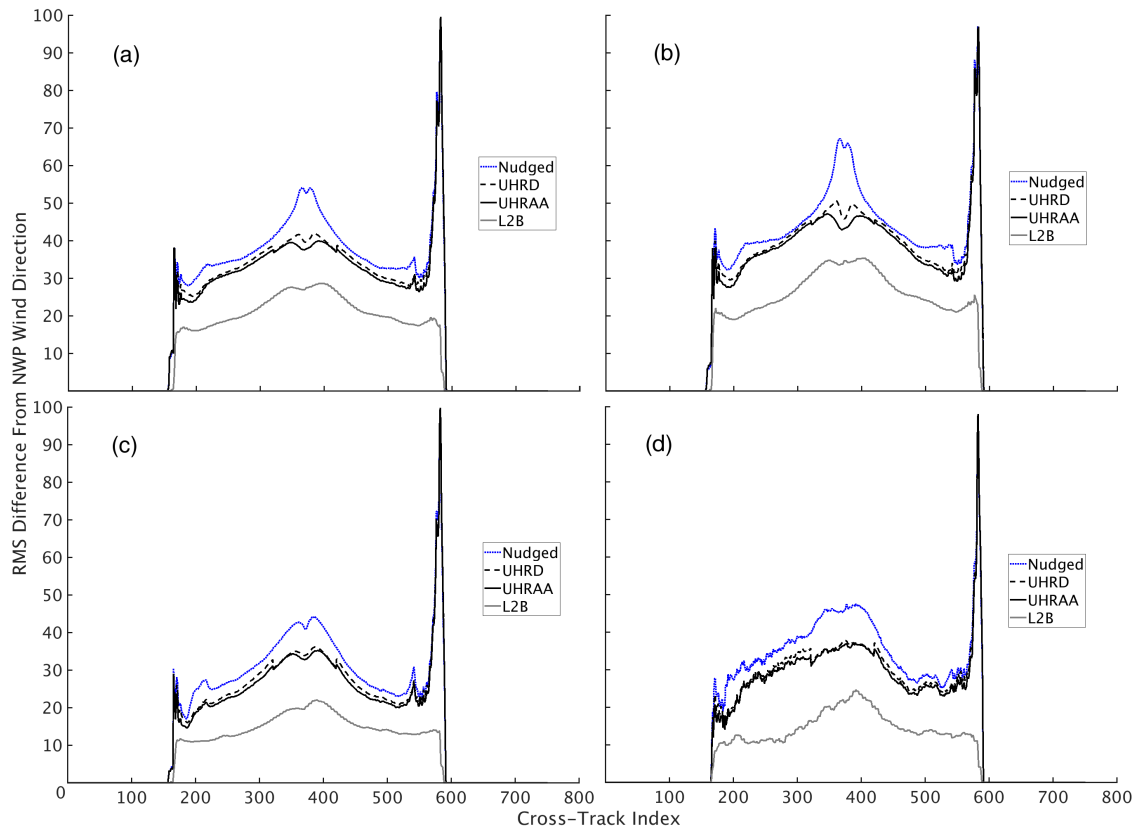 RMS Difference From NWP Wind Direction
100
90
80
70
60
50
40
30
20
10
(a)
Nudged
UHRD
UHRAA
L2B
(b)
Nudged
UHRD
UHRAA
L2B
100
90
80
70
60
50
40
30
20
10
0
(c)
Nudged
UHRD
UHRAA
L2B
(d)
Nudged
UHRD
UHRAA
L2B
100 200 300 400 500 600 700 800
100 200 300 400 500 600 700 800
Cross-Track Index